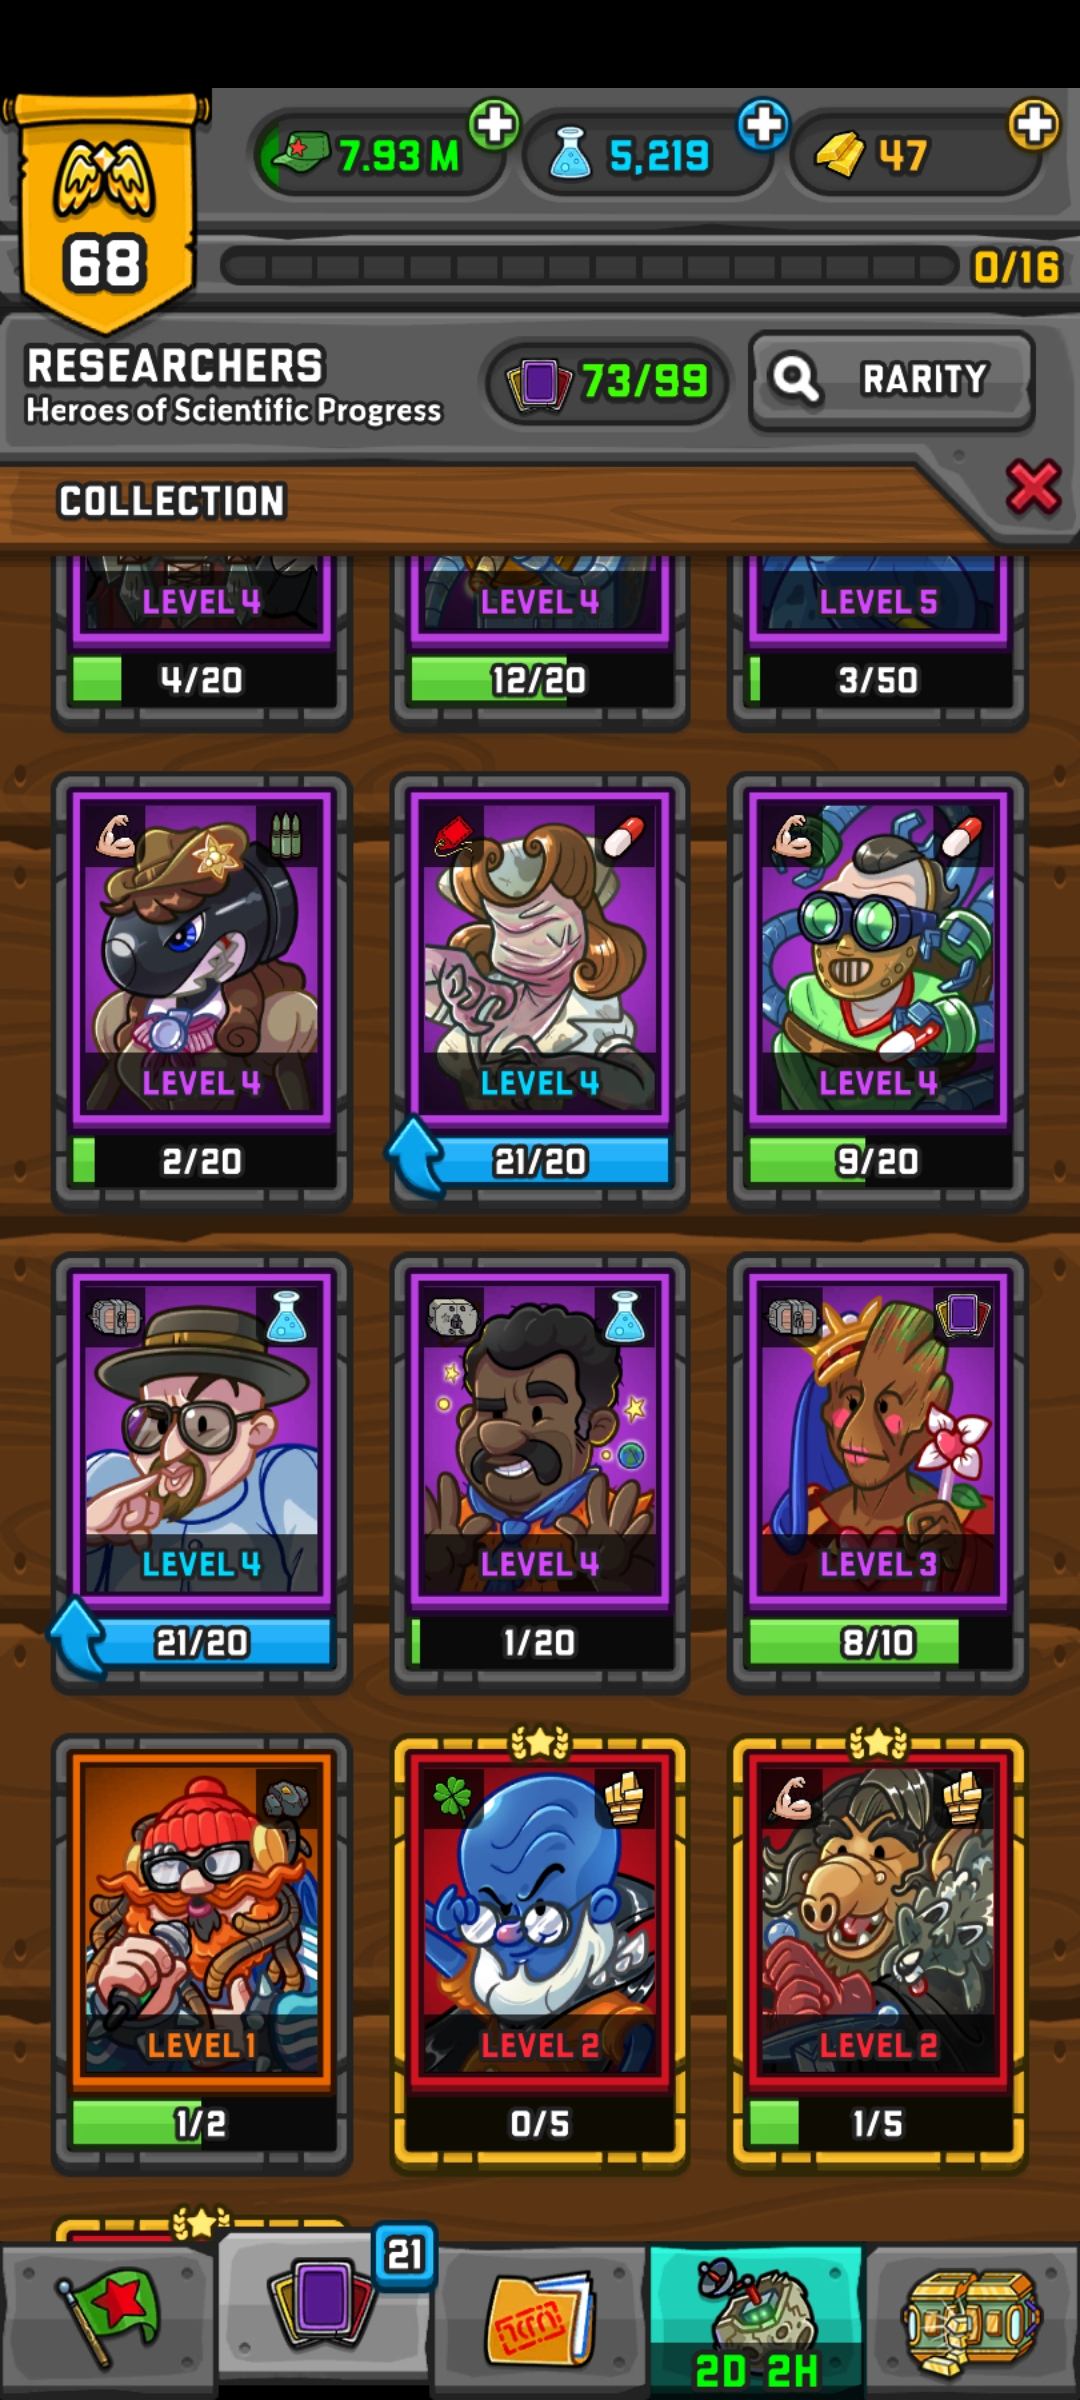 7.93 M
5,219
47
68
0/16
RESEARCHERS
Heroes of Scientific Progress
73/99
RARITY
COLLECTION
LEVEL 4
LEVEL 4
LEVEL 5
4/20
12/20
3/50
LEVEL 4
LEVEL 4
LEVEL 4
2/20
21/20
9/20
LEVEL 4
LEVEL 4
LEVEL 3
21/20
1/20
8/10
LEVEL 1
LEVEL 2
LEVEL 2
1/2
0/5
1/5
21
2D 2H